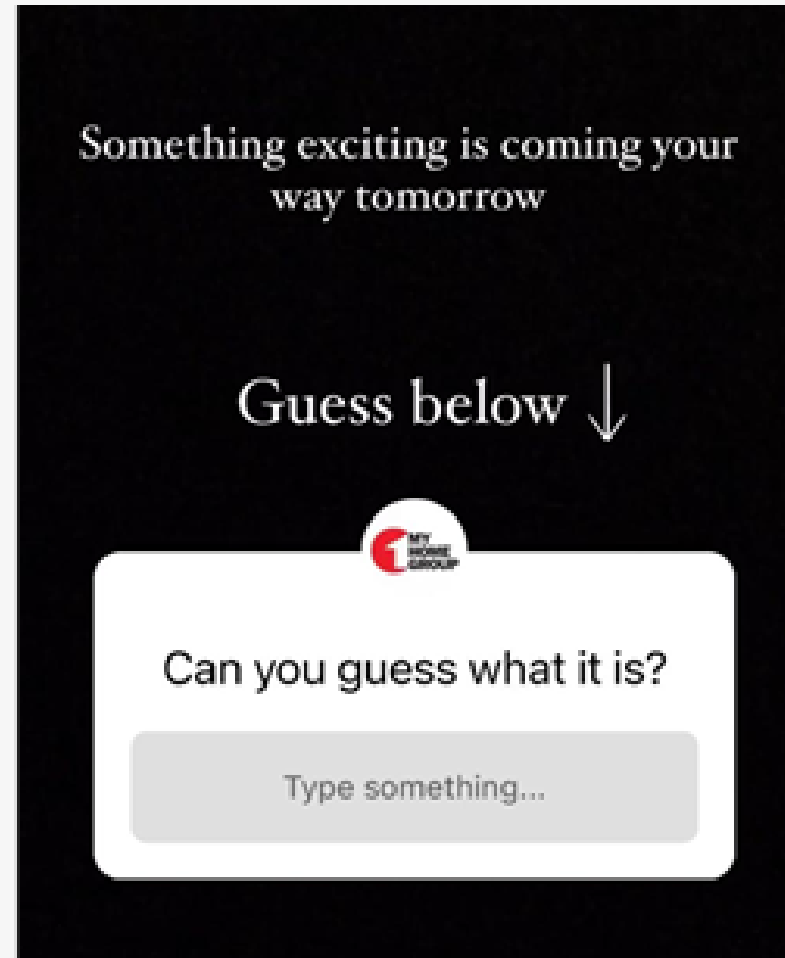 Something exciting is coming your
way tomorrow
Guess below ↓
MY
HOME
GROUP
Can you guess what it is?
Type something...